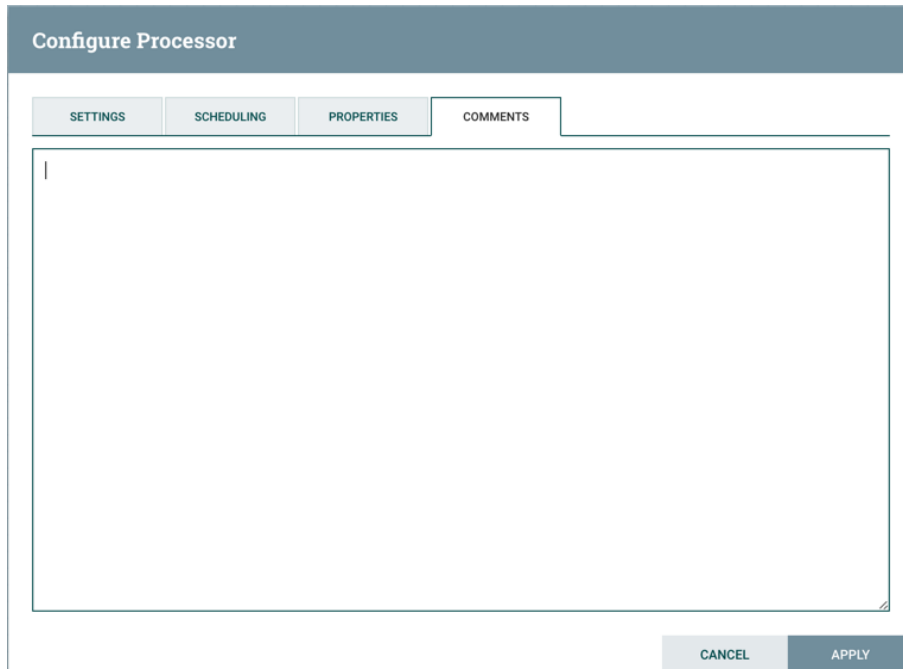 Configure Processor
SETTINGS SCHEDULING PROPERTIES COMMENTS
CANCEL APPLY